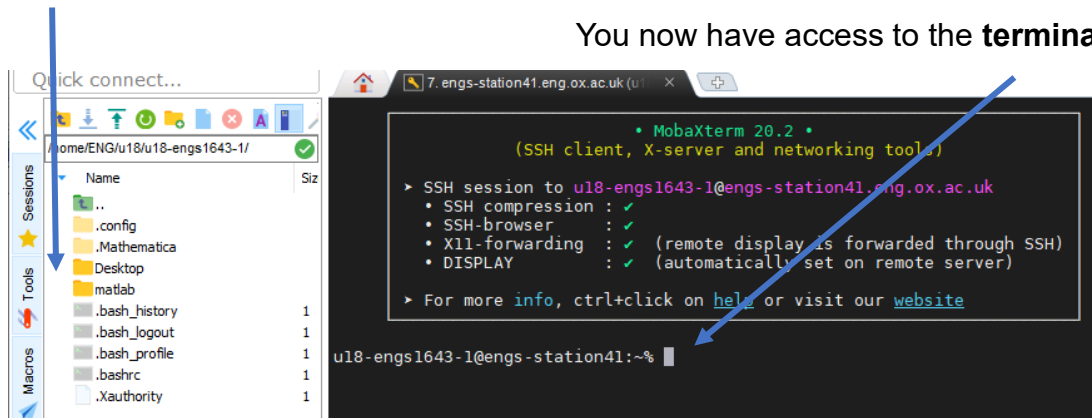 You now have access to the termina
Quick connect...
7. engs-station41.eng.ox.ac.uk (u1
/home/ENG/u18/u18-engs1643-1/
Name Siz
..
.config
.Mathematica
Desktop
matlab
.bash_history 1
.bash_logout 1
.bash_profile 1
.bashrc 1
.Xauthority 1
Sessions
Tools
Macros
• MobaXterm 20.2 •
(SSH client, X-server and networking tools)
➤ SSH session to u18-engs1643-1@engs-station41.eng.ox.ac.uk
• SSH compression : ✔
• SSH-browser : ✔
• X11-forwarding : ✔ (remote display is forwarded through SSH)
• DISPLAY : ✔ (automatically set on remote server)
➤ For more info, ctrl+click on help or visit our website
u18-engs1643-1@engs-station41:~%